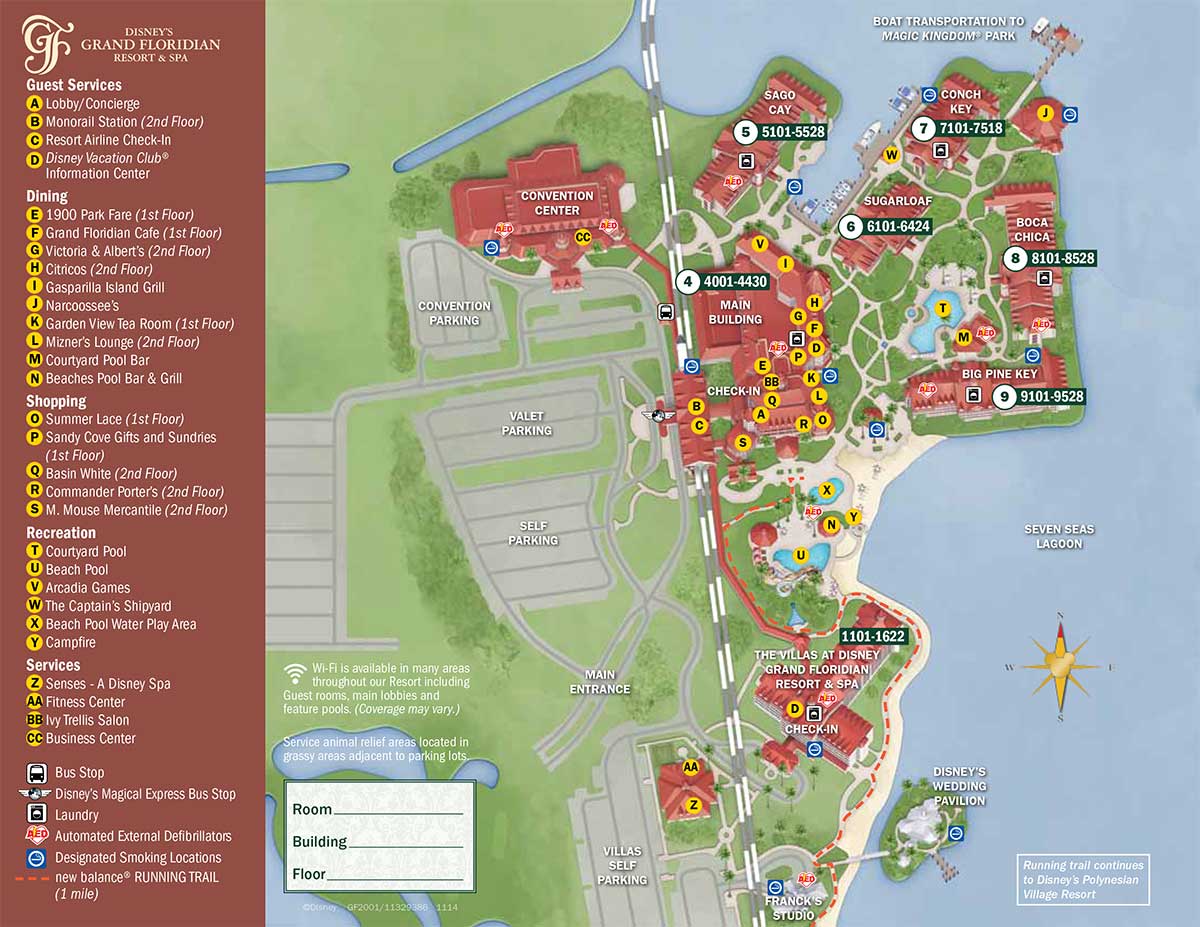 GF
DISNEY'S
GRAND FLORIDIAN
RESORT & SPA
Guest Services
A Lobby/Concierge
B Monorail Station (2nd Floor)
C Resort Airline Check-In
D Disney Vacation Club®
Information Center
Dining
E 1900 Park Fare (1st Floor)
F Grand Floridian Cafe (1st Floor)
G Victoria & Albert's (2nd Floor)
H Citricos (2nd Floor)
I Gasparilla Island Grill
J Narcoossee's
K Garden View Tea Room (1st Floor)
L Mizner's Lounge (2nd Floor)
M Courtyard Pool Bar
N Beaches Pool Bar & Grill
Shopping
O Summer Lace (1st Floor)
P Sandy Cove Gifts and Sundries
(1st Floor)
Q Basin White (2nd Floor)
R Commander Porter's (2nd Floor)
S M. Mouse Mercantile (2nd Floor)
Recreation
T Courtyard Pool
U Beach Pool
V Arcadia Games
W The Captain's Shipyard
X Beach Pool Water Play Area
Y Campfire
Services
Z Senses - A Disney Spa
AA Fitness Center
BB Ivy Trellis Salon
CC Business Center
Bus Stop
Disney's Magical Express Bus Stop
Laundry
AED Automated External Defibrillators
Designated Smoking Locations
new balance® RUNNING TRAIL
(1 mile)
BOAT TRANSPORTATION TO
MAGIC KINGDOM® PARK
SAGO
CAY
5 5101-5528
AED
CONCH
KEY
7 7101-7518
J
W
CONVENTION
CENTER
AED
CC
AED
SUGARLOAF
6 6101-6424
BOCA
CHICA
8 8101-8528
AED
V
I
4 4001-4430
MAIN
BUILDING
H
G
F
AED
D
P
E
BB
K
CHECK-IN
Q
L
B
A
C
R
O
S
T
M
AED
BIG PINE KEY
AED
9 9101-9528
CONVENTION
PARKING
VALET
PARKING
SELF
PARKING
X
AED
N
Y
U
SEVEN SEAS
LAGOON
N
W
E
S
1101-1622
THE VILLAS AT DISNEY
GRAND FLORIDIAN
RESORT & SPA
AED
D
CHECK-IN
MAIN
ENTRANCE
Wi-Fi is available in many areas
throughout our Resort including
Guest rooms, main lobbies and
feature pools. (Coverage may vary.)
Service animal relief areas located in
grassy areas adjacent to parking lots.
Room
Building
Floor
©Disney GF2001/11329386 1114
AA
Z
VILLAS
SELF
PARKING
DISNEY'S
WEDDING
PAVILION
AED
FRANCK'S
STUDIO
Running trail continues
to Disney's Polynesian
Village Resort